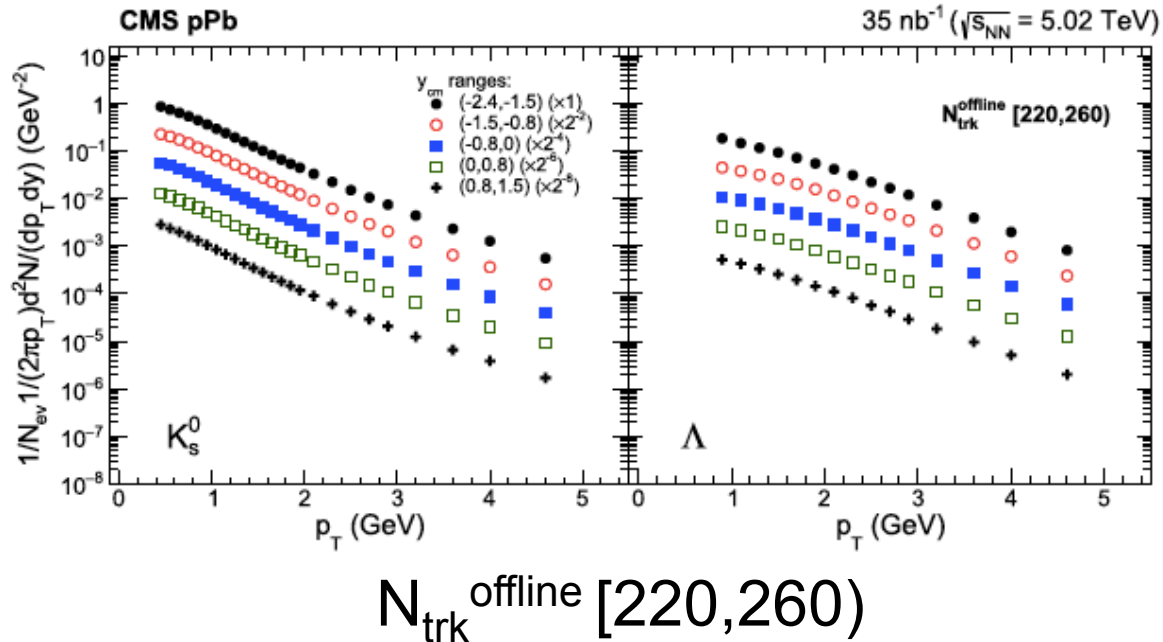 CMS pPb
35 nb⁻¹ (√s_NN = 5.02 TeV)
1/N_ev 1/(2πp_T)d²N/(dp_T dy) (GeV⁻²)
10
1
10⁻¹
10⁻²
10⁻³
10⁻⁴
10⁻⁵
10⁻⁶
10⁻⁷
10⁻⁸
y_cm ranges:
(-2.4,-1.5) (×1)
(-1.5,-0.8) (×2⁻²)
(-0.8,0) (×2⁻⁴)
(0,0.8) (×2⁻⁶)
(0.8,1.5) (×2⁻⁸)
K_s^0
0 1 2 3 4 5
p_T (GeV)
N_trk^offline [220,260)
Λ
0 1 2 3 4 5
p_T (GeV)
N_trk^offline [220,260)